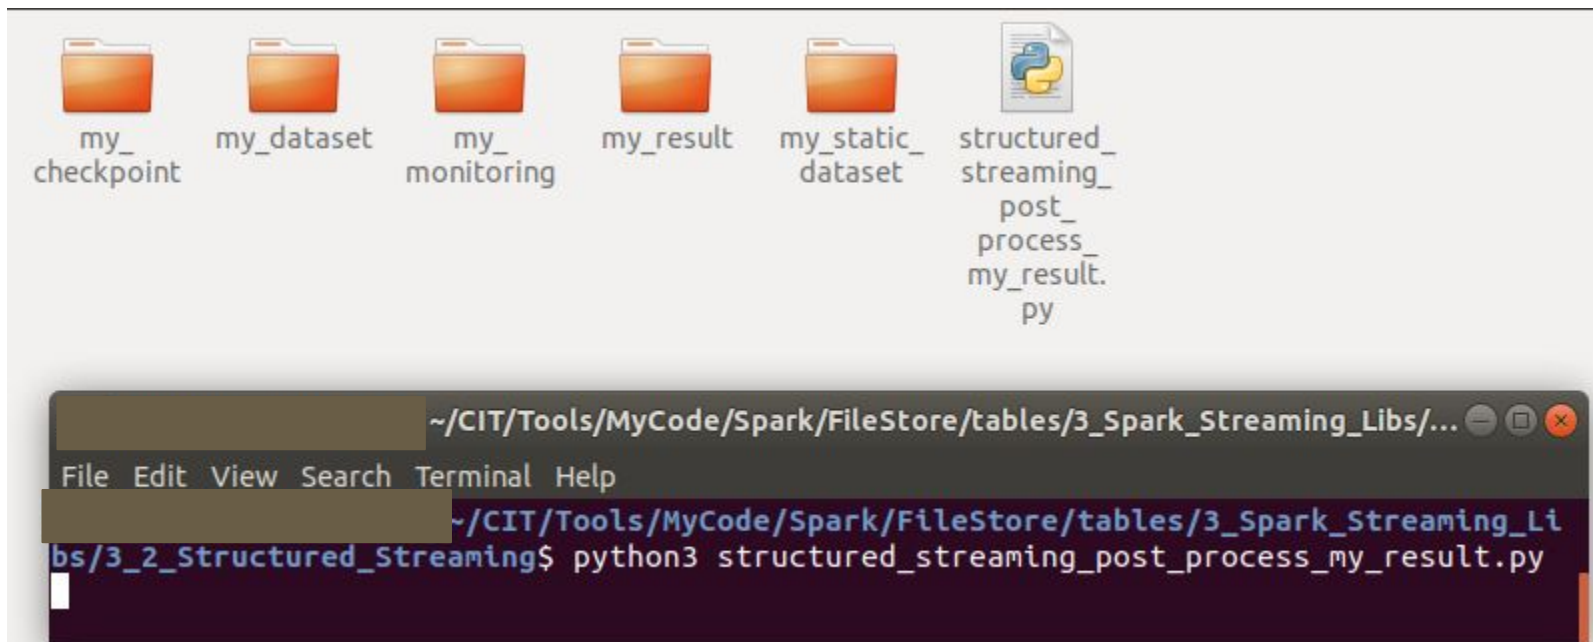 my_ my_dataset my_ my_result my_static_ structured_
checkpoint monitoring dataset streaming_
post_
process_
my_result.
py
~/CIT/Tools/MyCode/Spark/FileStore/tables/3_Spark_Streaming_Libs/...
File Edit View Search Terminal Help
~/CIT/Tools/MyCode/Spark/FileStore/tables/3_Spark_Streaming_Li
bs/3_2_Structured_Streaming$ python3 structured_streaming_post_process_my_result.py